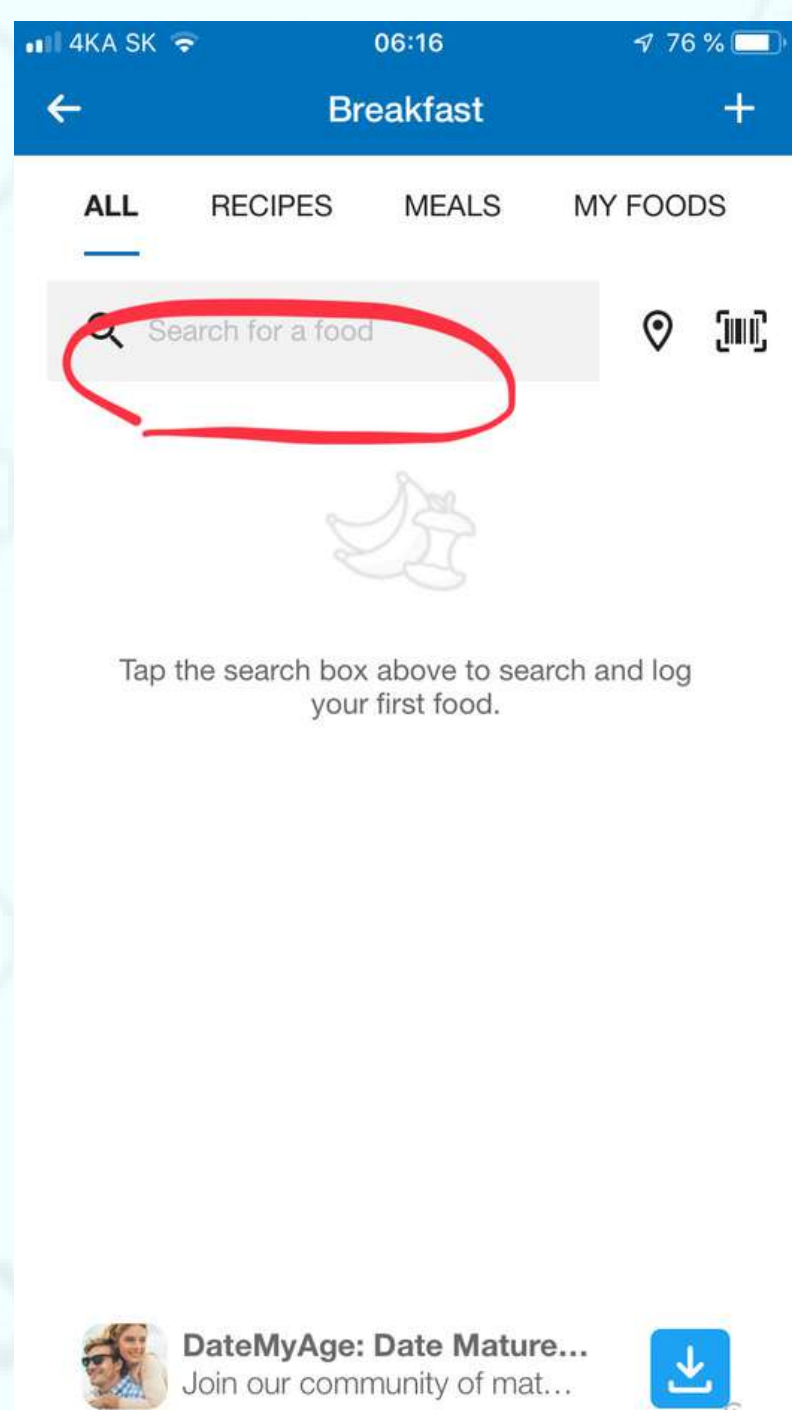 4KA SK 06:16 76 %
Breakfast
ALL RECIPES MEALS MY FOODS
Search for a food
Tap the search box above to search and log
your first food.
DateMyAge: Date Mature...
Join our community of mat...